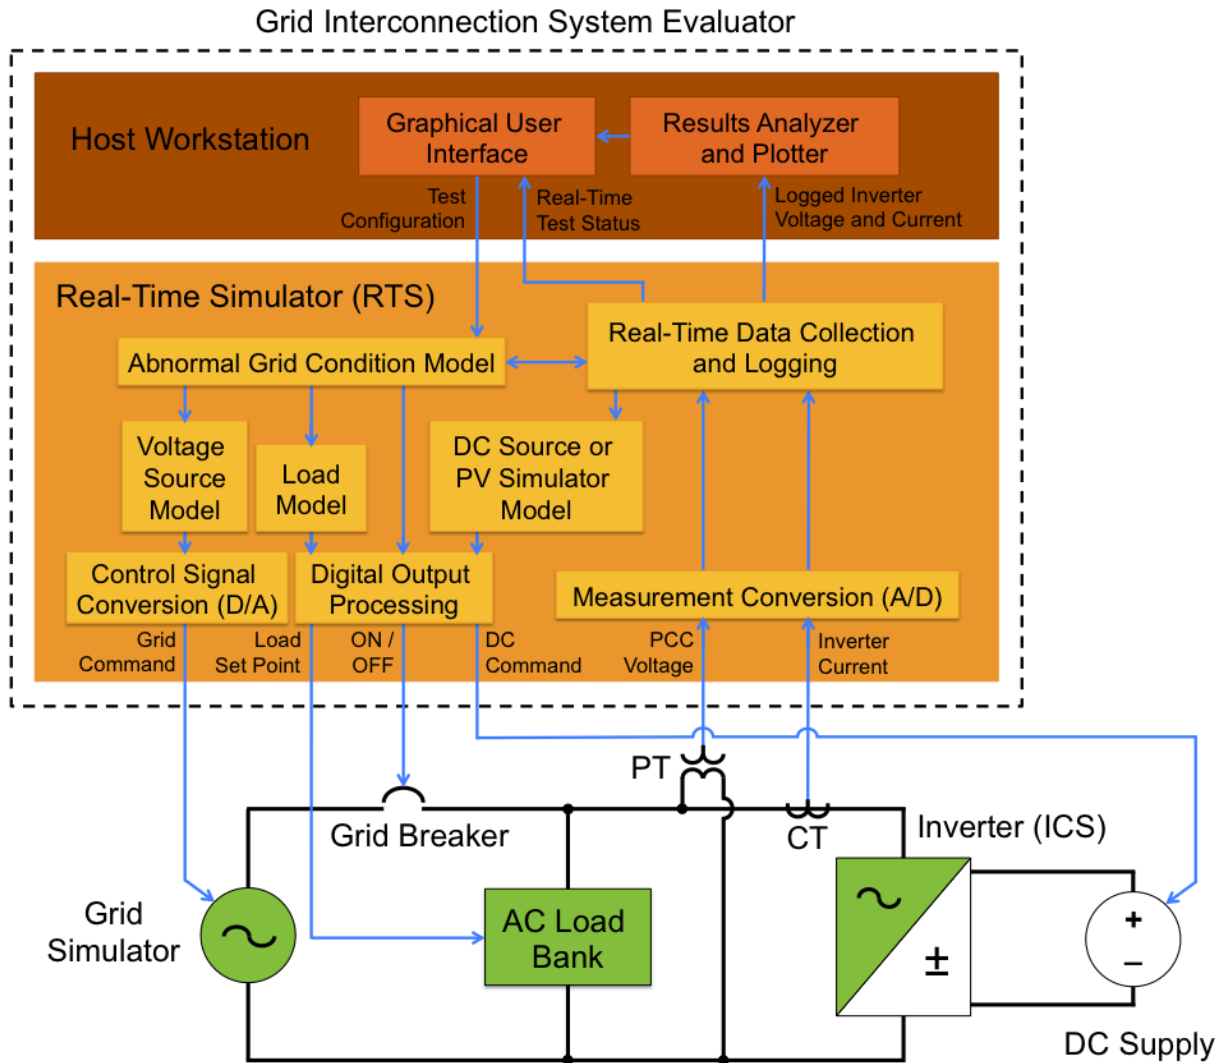 Grid Interconnection System Evaluator
Host Workstation
Graphical User
Interface
Results Analyzer
and Plotter
Test
Configuration
Real-Time
Test Status
Logged Inverter
Voltage and Current
Real-Time Simulator (RTS)
Abnormal Grid Condition Model
Real-Time Data Collection
and Logging
Voltage
Source
Model
Load
Model
DC Source or
PV Simulator
Model
Control Signal
Conversion (D/A)
Digital Output
Processing
Measurement Conversion (A/D)
Grid
Command
Load
Set Point
ON /
OFF
DC
Command
PCC
Voltage
Inverter
Current
PT
CT
Grid Breaker
Inverter (ICS)
Grid
Simulator
AC Load
Bank
±
+
–
DC Supply